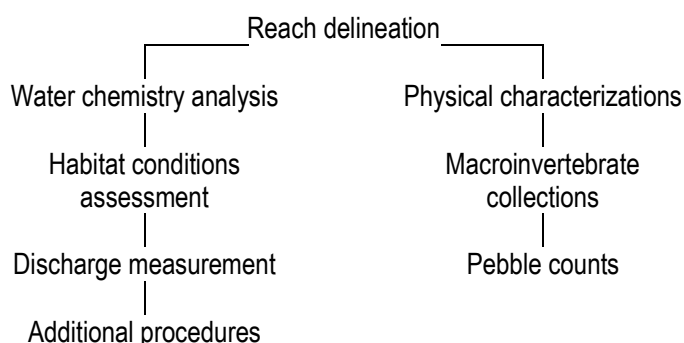 Reach delineation
Water chemistry analysis
Physical characterizations
Habitat conditions
assessment
Macroinvertebrate
collections
Discharge measurement
Pebble counts
Additional procedures